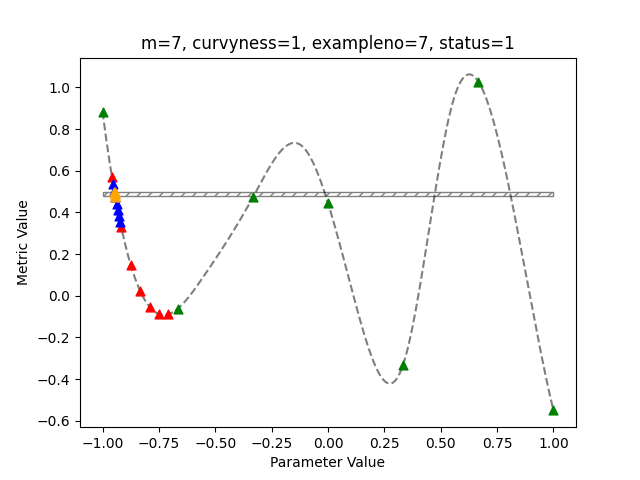 m=7, curvyness=1, exampleno=7, status=1
Metric Value
1.0
0.8
0.6
0.4
0.2
0.0
−0.2
−0.4
−0.6
−1.00 −0.75 −0.50 −0.25 0.00 0.25 0.50 0.75 1.00
Parameter Value